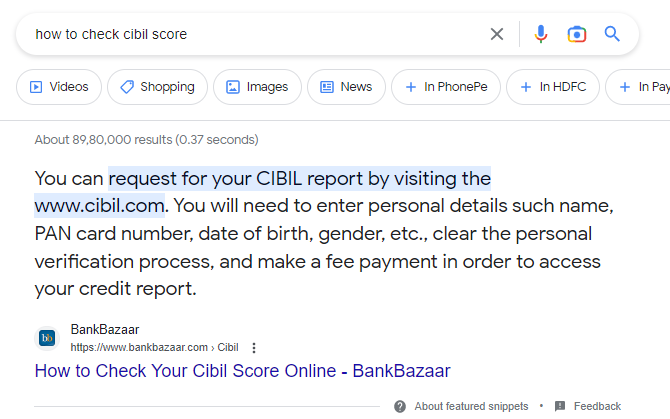 how to check cibil score
Videos Shopping Images News + In PhonePe + In HDFC + In Pay
About 89,80,000 results (0.37 seconds)
You can request for your CIBIL report by visiting the
www.cibil.com. You will need to enter personal details such name,
PAN card number, date of birth, gender, etc., clear the personal
verification process, and make a fee payment in order to access
your credit report.
bb BankBazaar
https://www.bankbazaar.com › Cibil
How to Check Your Cibil Score Online - BankBazaar
About featured snippets • Feedback